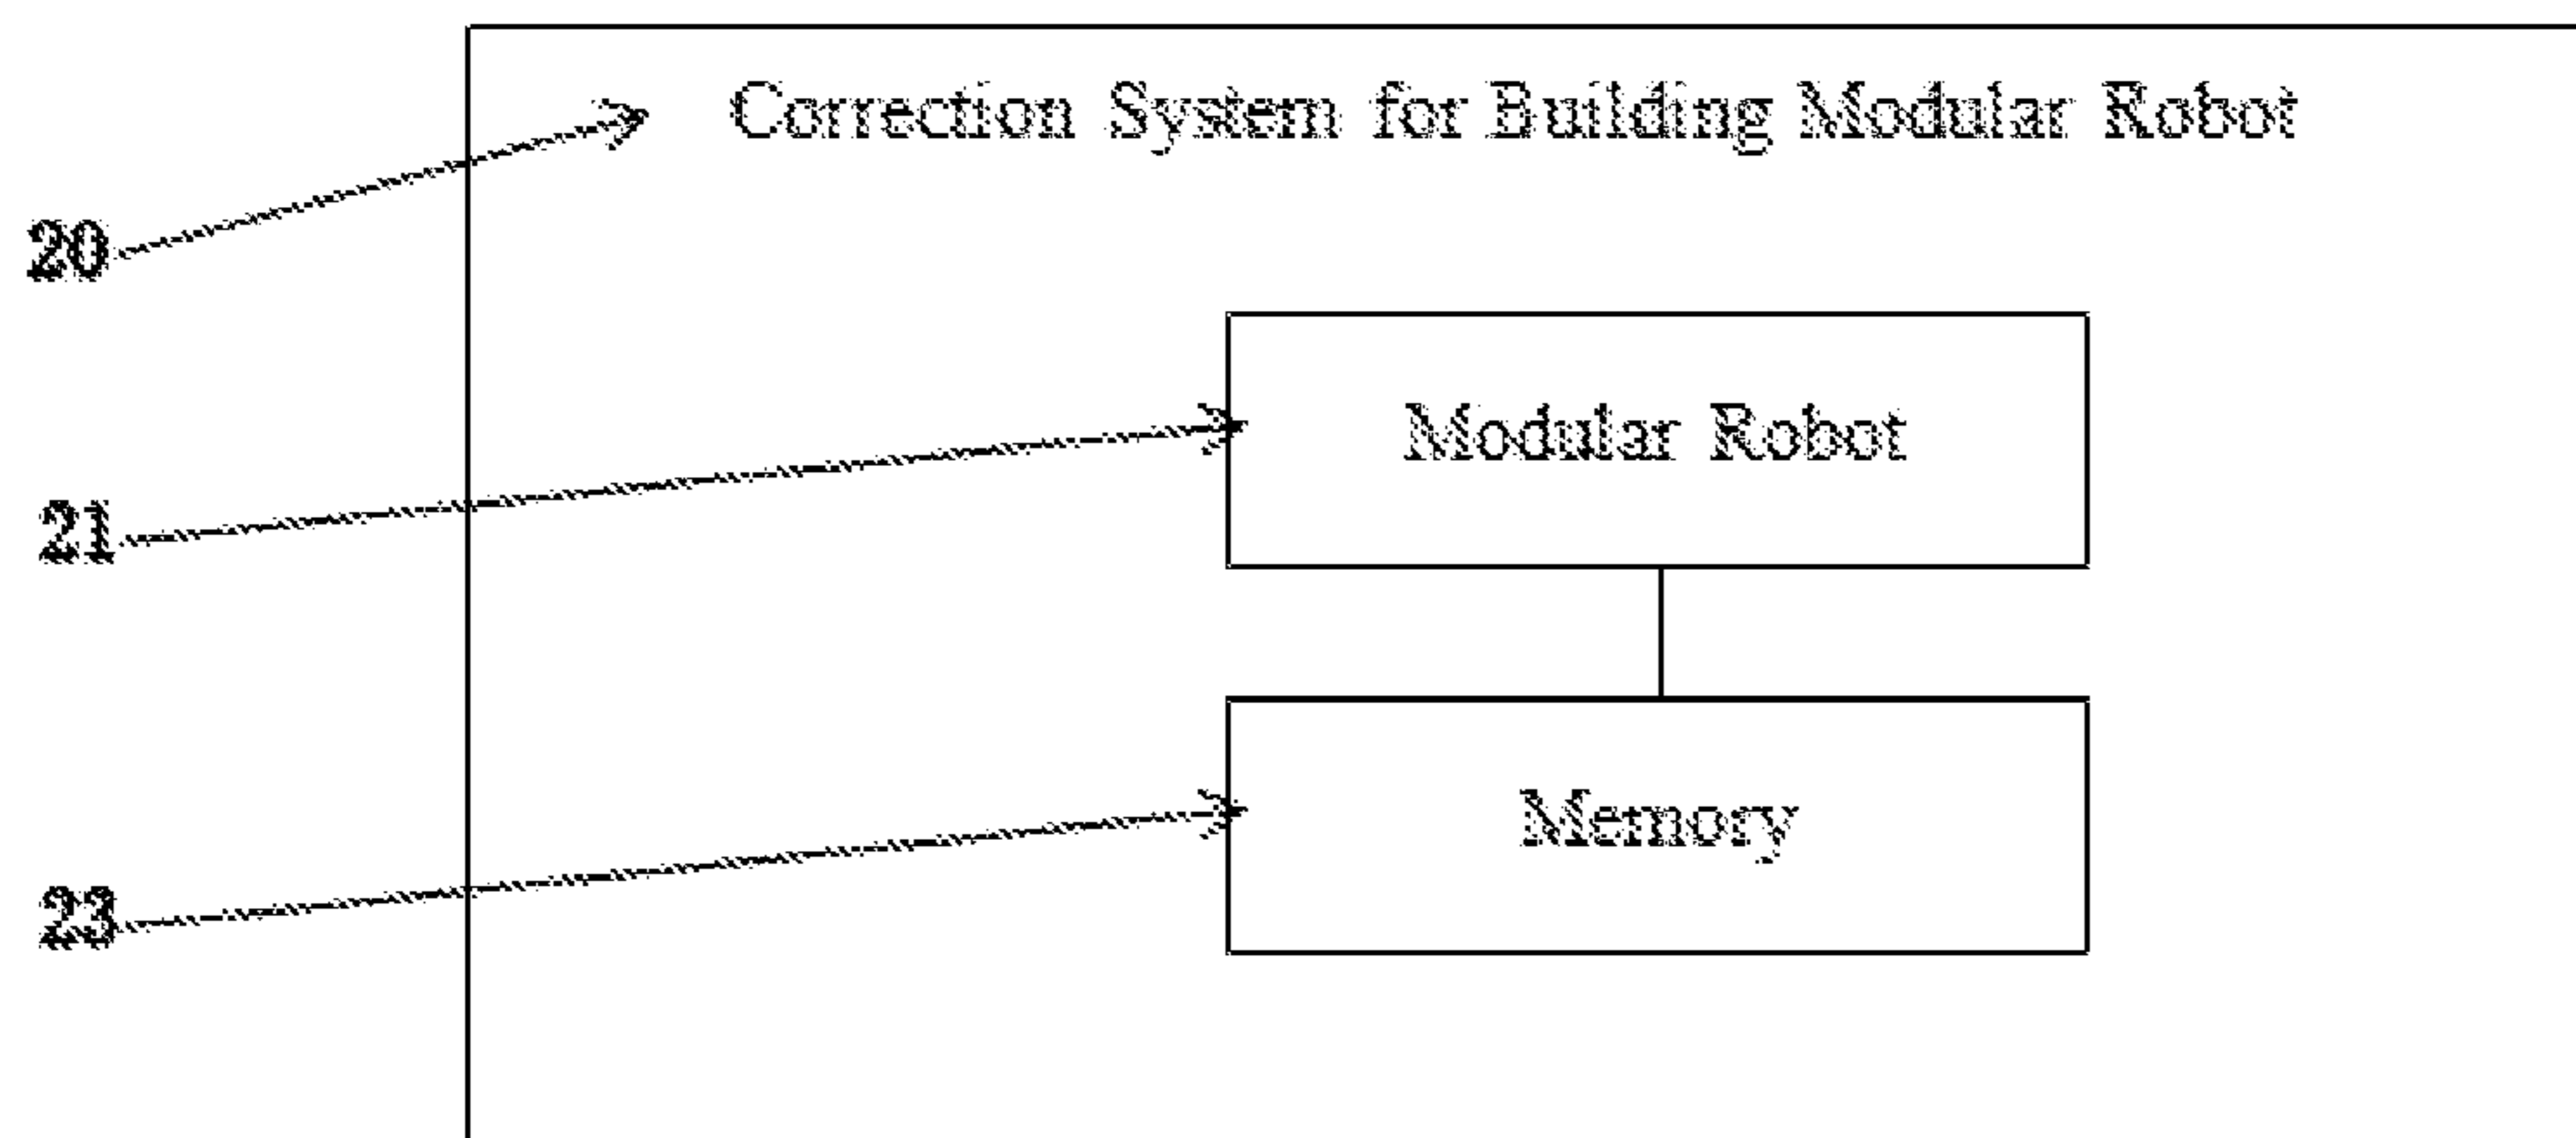 Correction System for Building Modular Robot
20
Modular Robot
21
Memory
23